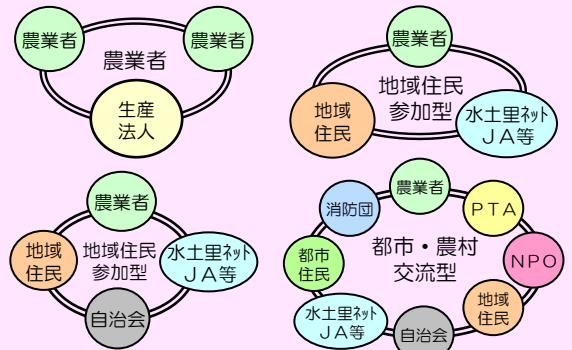 農業者
農業者
農業者
生産
法人
農業者
地域住民
参加型
地域
住民
水土里ネット
ＪＡ等
農業者
地域
住民
地域住民
参加型
水土里ネット
ＪＡ等
自治会
農業者
消防団
ＰＴＡ
都市
住民
都市・農村
交流型
ＮＰＯ
地域
住民
水土里ネット
ＪＡ等
自治会